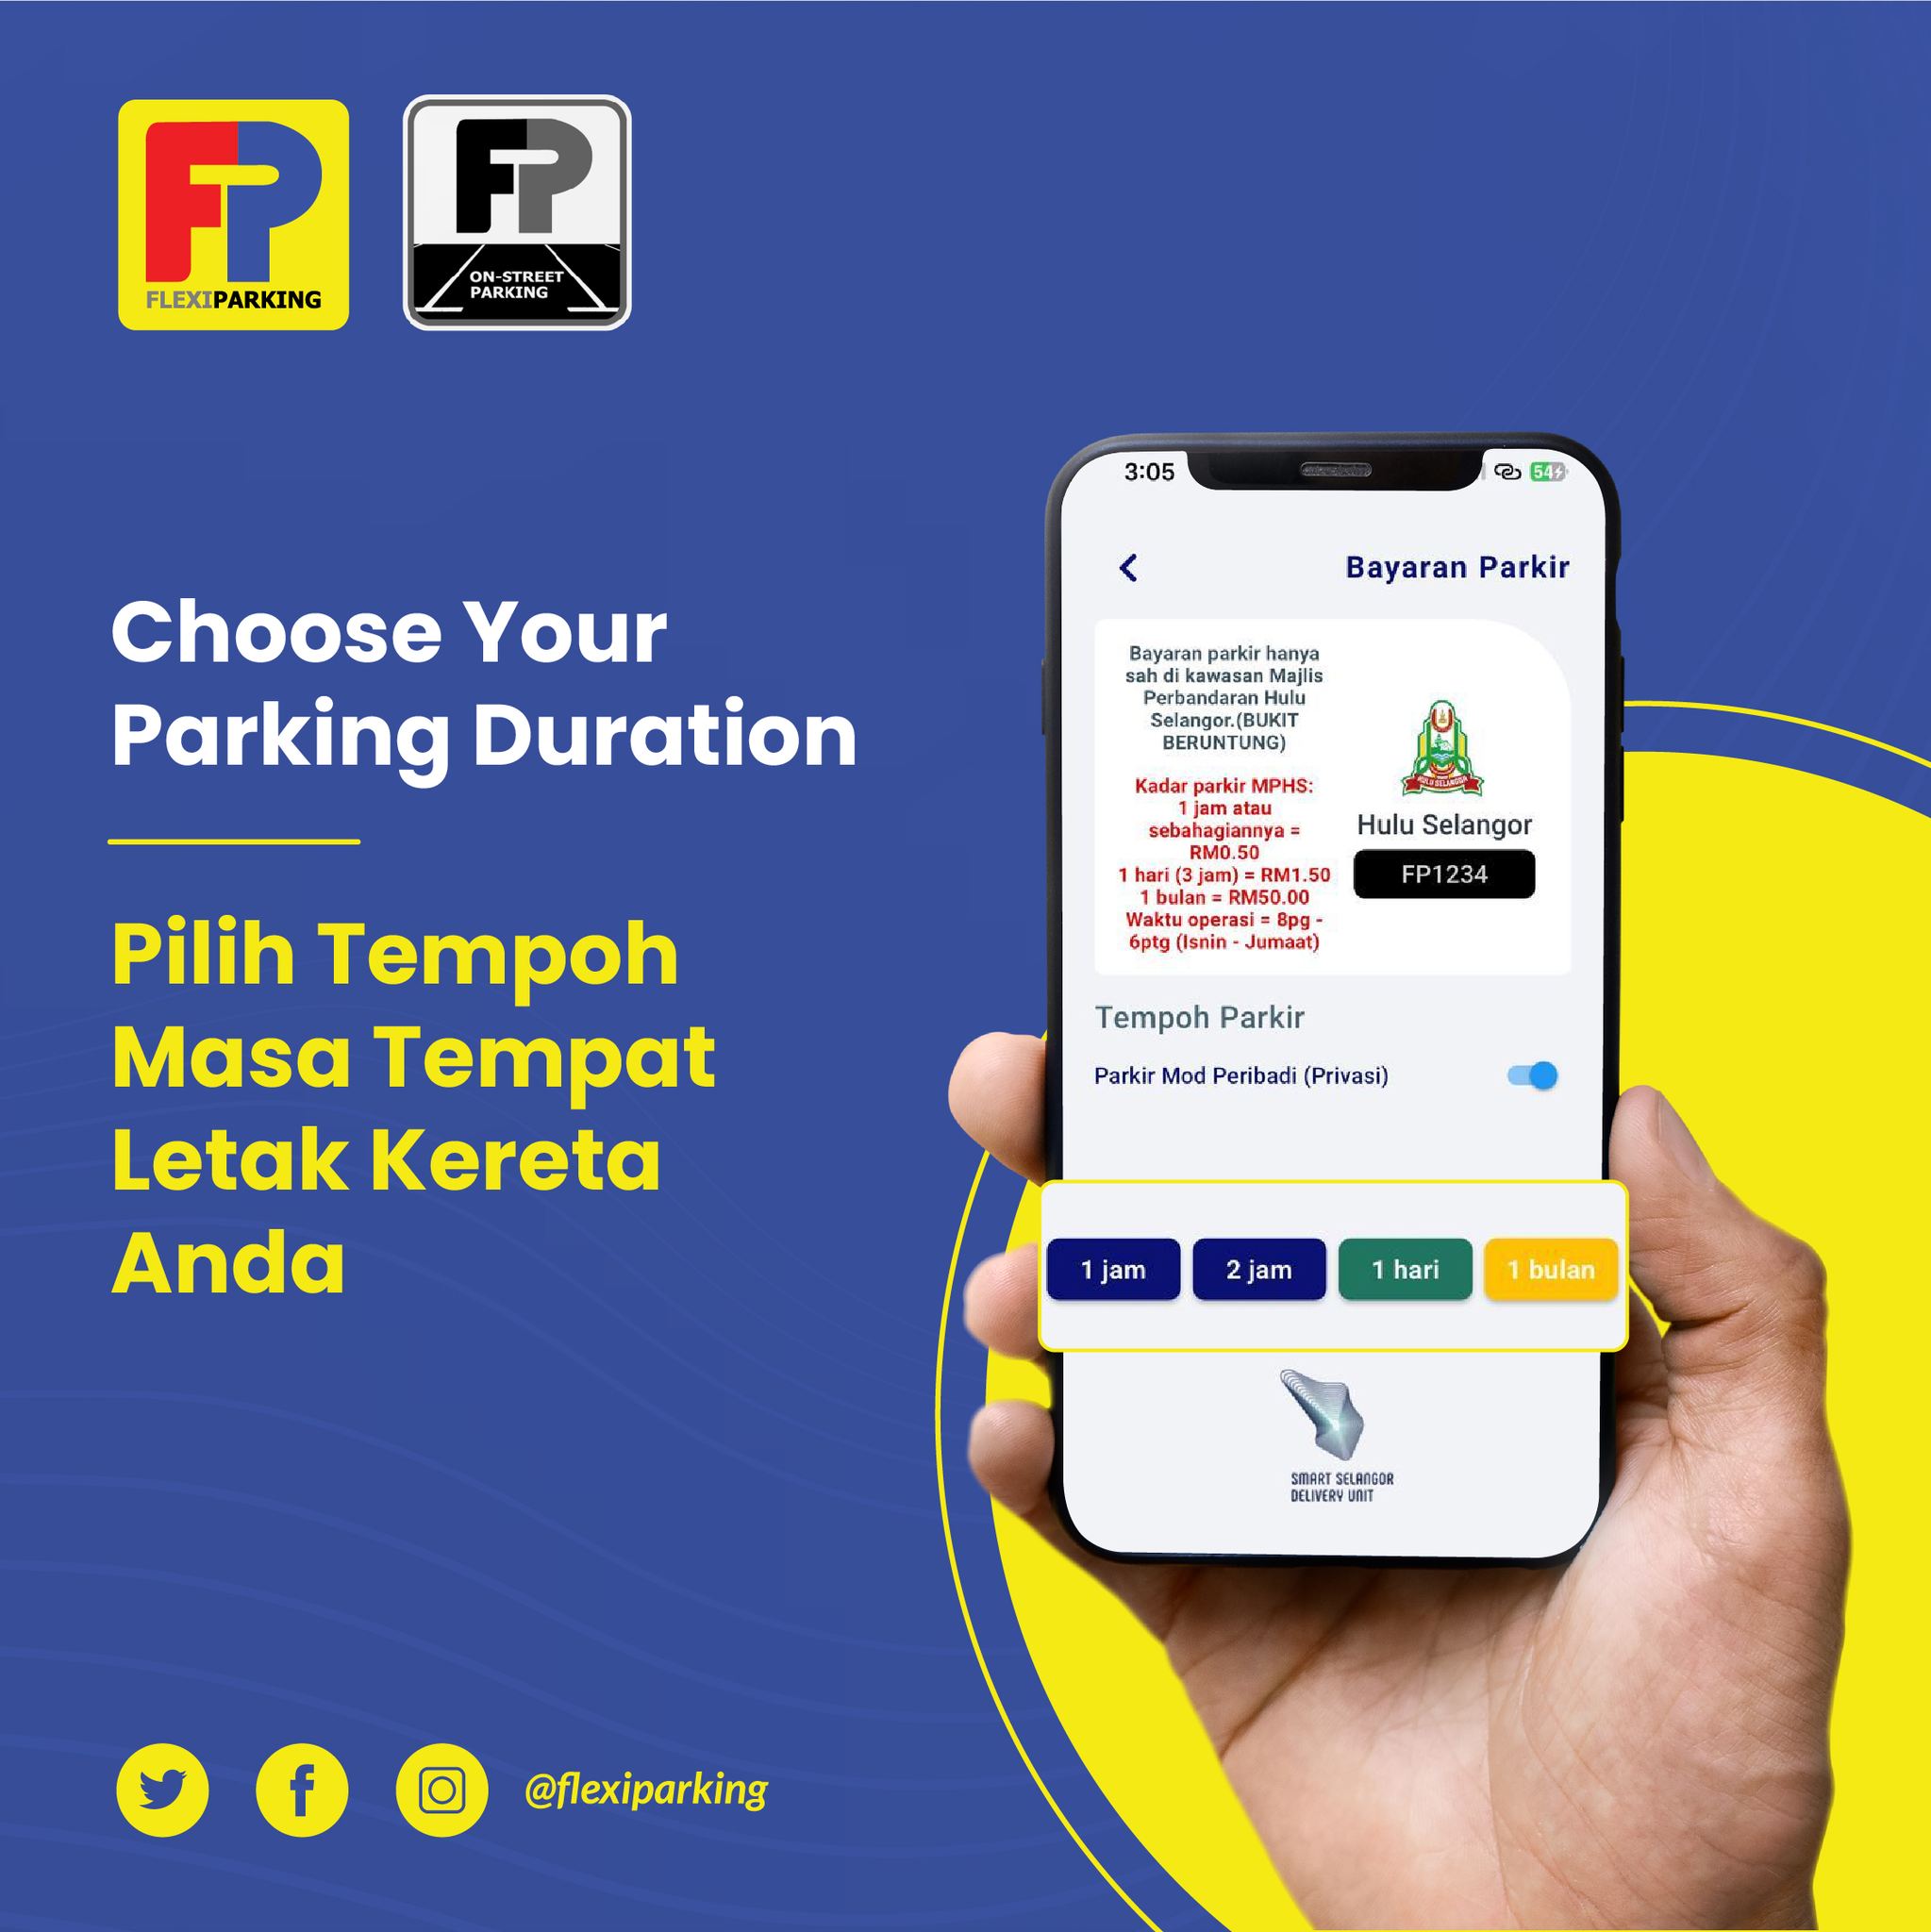 FP
FLEXIPARKING
FP
ON-STREET
PARKING
Choose Your
Parking Duration
Pilih Tempoh
Masa Tempat
Letak Kereta
Anda
@flexiparking
3:05
54
Bayaran Parkir
Bayaran parkir hanya
sah di kawasan Majlis
Perbandaran Hulu
Selangor.(BUKIT
BERUNTUNG)
Kadar parkir MPHS:
1 jam atau
sebahagiannya =
RM0.50
1 hari (3 jam) = RM1.50
1 bulan = RM50.00
Waktu operasi = 8pg -
6ptg (Isnin - Jumaat)
HULU SELANGOR
Hulu Selangor
FP1234
Tempoh Parkir
Parkir Mod Peribadi (Privasi)
1 jam
2 jam
1 hari
1 bulan
SMART SELANGOR
DELIVERY UNIT